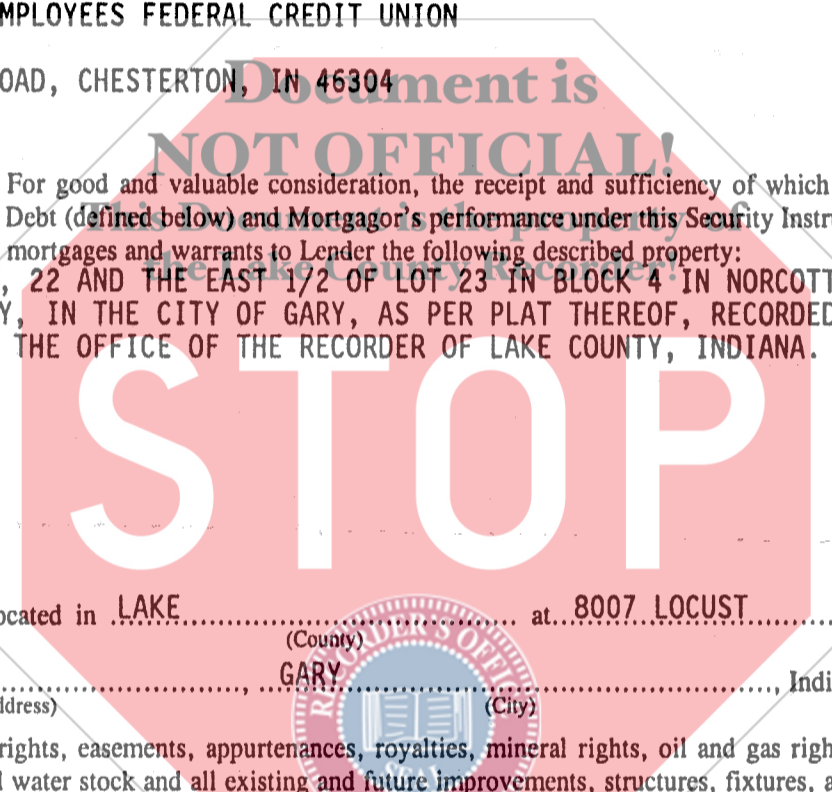 MPLOYEES FEDERAL CREDIT UNION
OAD, CHESTERTON, IN 46304
Document is
NOT OFFICIAL!
For good and valuable consideration, the receipt and sufficiency of which
This Document is the property of
Debt (defined below) and Mortgagor's performance under this Security Instr
the Lake County Recorder!
mortgages and warrants to Lender the following described property:
, 22 AND THE EAST 1/2 OF LOT 23 IN BLOCK 4 IN NORCOTT
Y, IN THE CITY OF GARY, AS PER PLAT THEREOF, RECORDED
THE OFFICE OF THE RECORDER OF LAKE COUNTY, INDIANA.
STOP
ocated in .LAKE.......... at...8007 LOCUST..........
(County)
RECORDER'S OFFICE
.........., ..GARY.........., Indi
ddress) (City)
rights, easements, appurtenances, royalties, mineral rights, oil and gas righ
SEAL
l water stock and all existing and future improvements, structures, fixtures, a